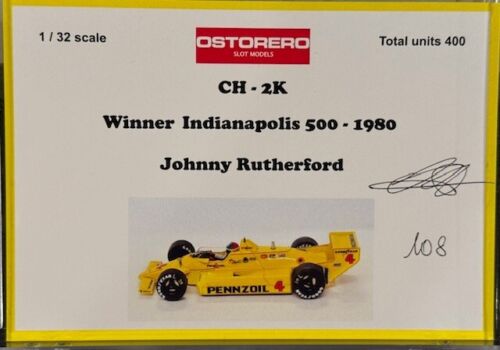 1 / 32 scale
OSTORERO
SLOT MODELS
Total units 400
CH - 2K
Winner Indianapolis 500 - 1980
Johnny Rutherford
108
4
PENNZOIL 4